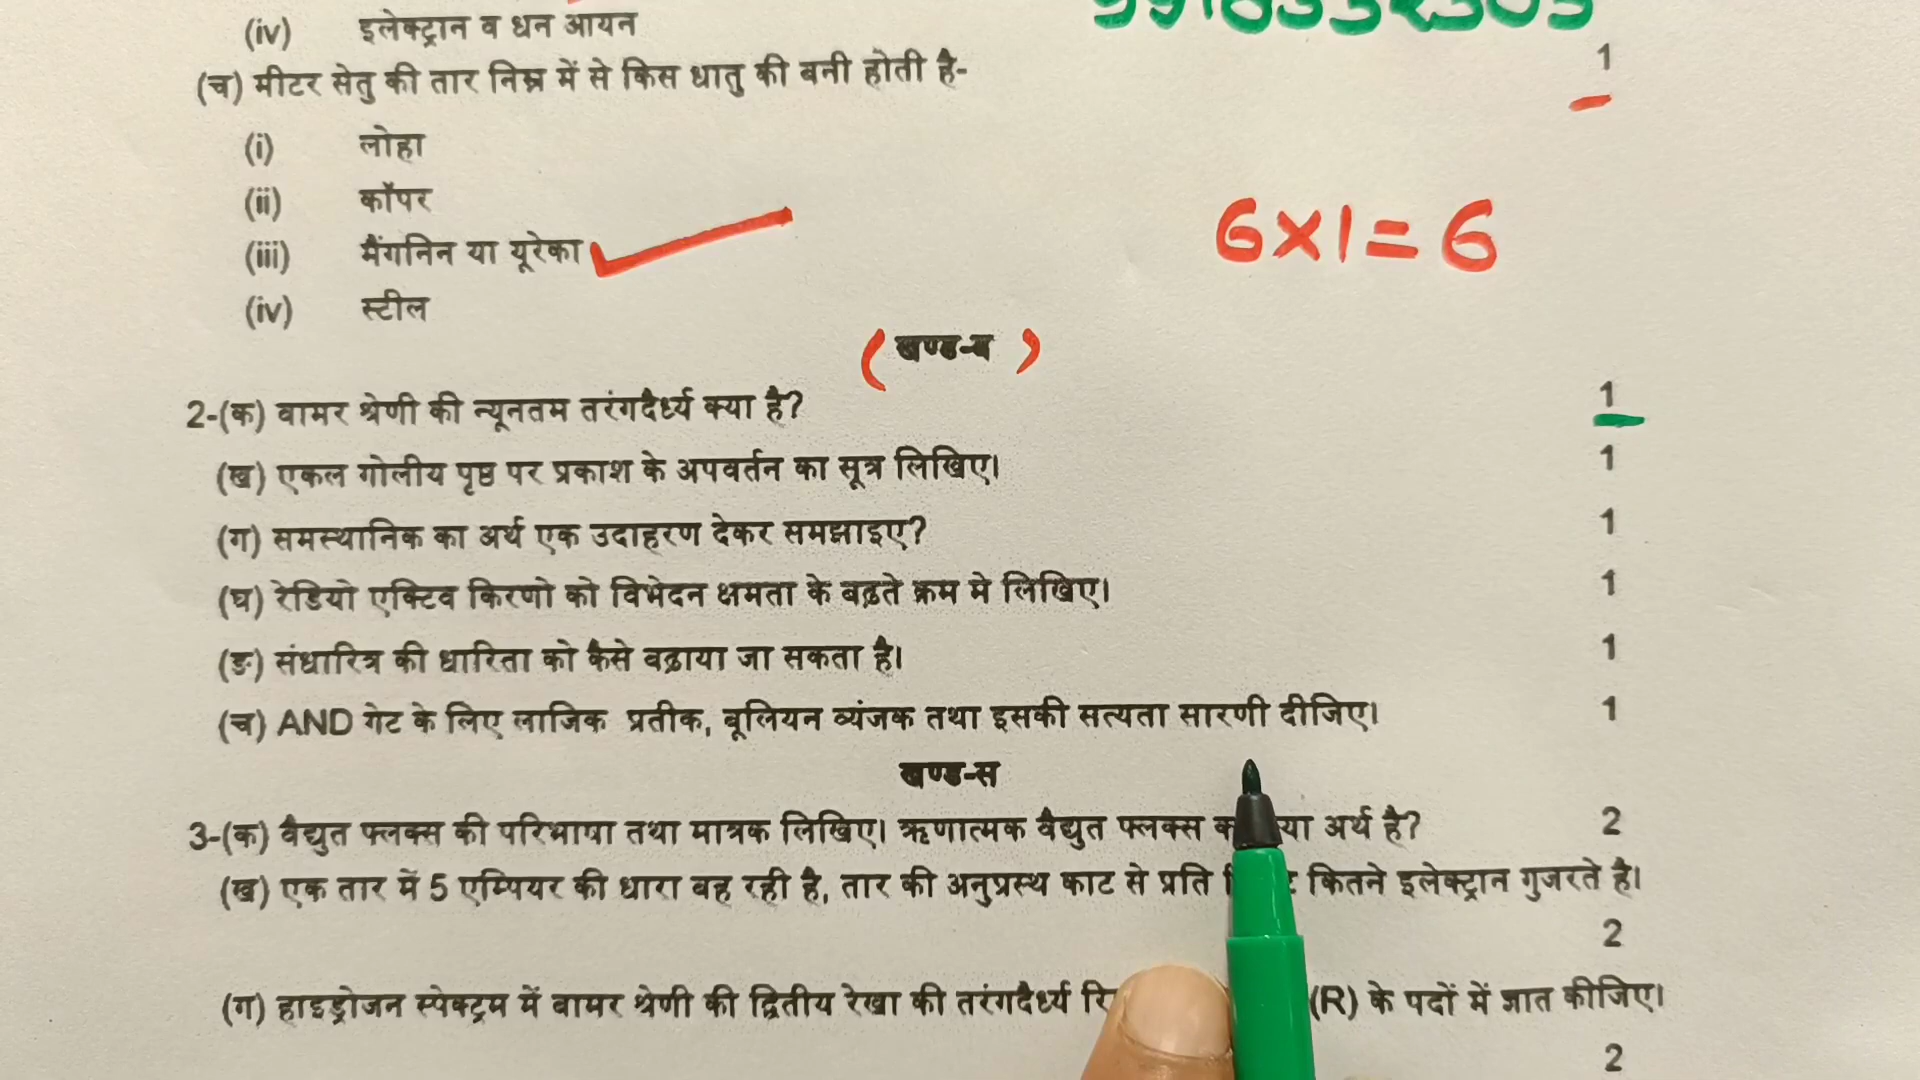 (iv) इलेक्ट्रान व धन आयन
(च) मीटर सेतु की तार निम्न में से किस धातु की बनी होती है- 1
(i) लोहा
(ii) कॉपर
(iii) मैंगनिन या यूरेका
6×1=6
(iv) स्टील
(खण्ड-ब)
2-(क) वामर श्रेणी की न्यूनतम तरंगदैर्ध्य क्या है? 1
(ख) एकल गोलीय पृष्ठ पर प्रकाश के अपवर्तन का सूत्र लिखिए। 1
(ग) समस्थानिक का अर्थ एक उदाहरण देकर समझाइए? 1
(घ) रेडियो एक्टिव किरणो को विभेदन क्षमता के बढ़ते क्रम मे लिखिए। 1
(ङ) संधारित्र की धारिता को कैसे बढ़ाया जा सकता है। 1
(च) AND गेट के लिए लाजिक प्रतीक, बूलियन व्यंजक तथा इसकी सत्यता सारणी दीजिए। 1
खण्ड-स
3-(क) वैद्युत फ्लक्स की परिभाषा तथा मात्रक लिखिए। ऋणात्मक वैद्युत फ्लक्स अर्थ है? 2
(ख) एक तार में 5 एम्पियर की धारा बह रही है, तार की अनुप्रस्थ काट से प्रति कितने इलेक्ट्रान गुजरते है।
2
(ग) हाइड्रोजन स्पेक्ट्रम में वामर श्रेणी की द्वितीय रेखा की तरंगदैर्ध्य (R) के पदों में ज्ञात कीजिए।
2